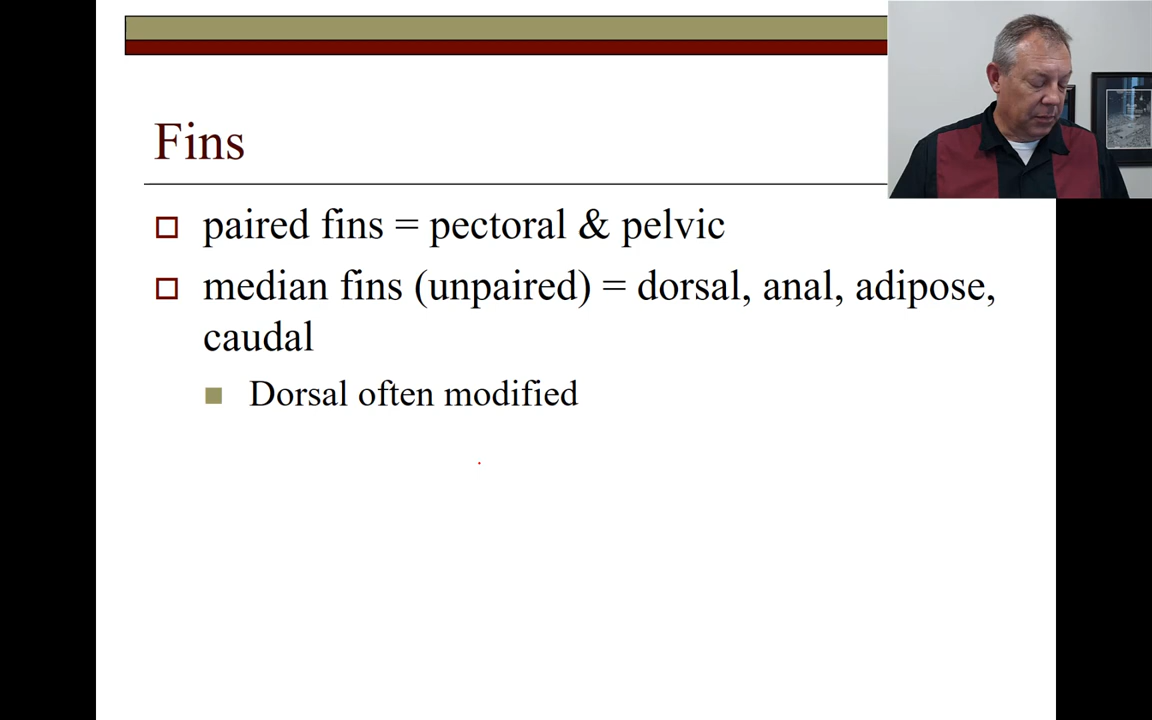 Fins
paired fins = pectoral & pelvic
median fins (unpaired) = dorsal, anal, adipose,
caudal
Dorsal often modified